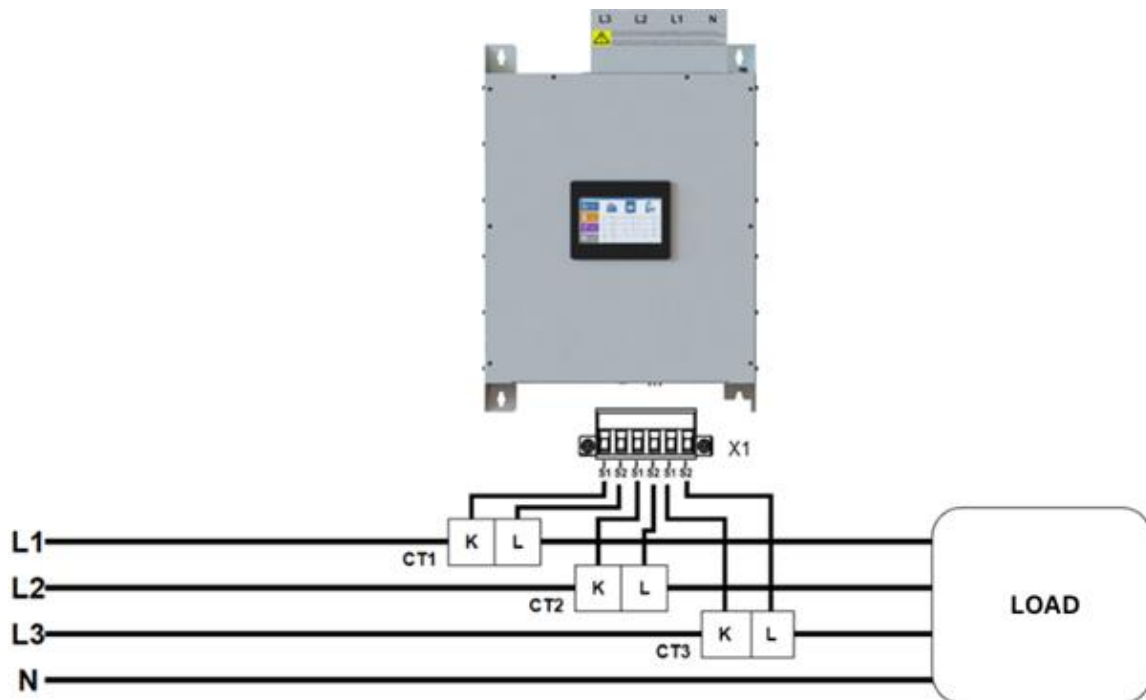 L3 L2 L1 N
X1
S1 S2 S1 S2 S1 S2
L1
K L
CT1
L2
K L
CT2
LOAD
L3
K L
CT3
N